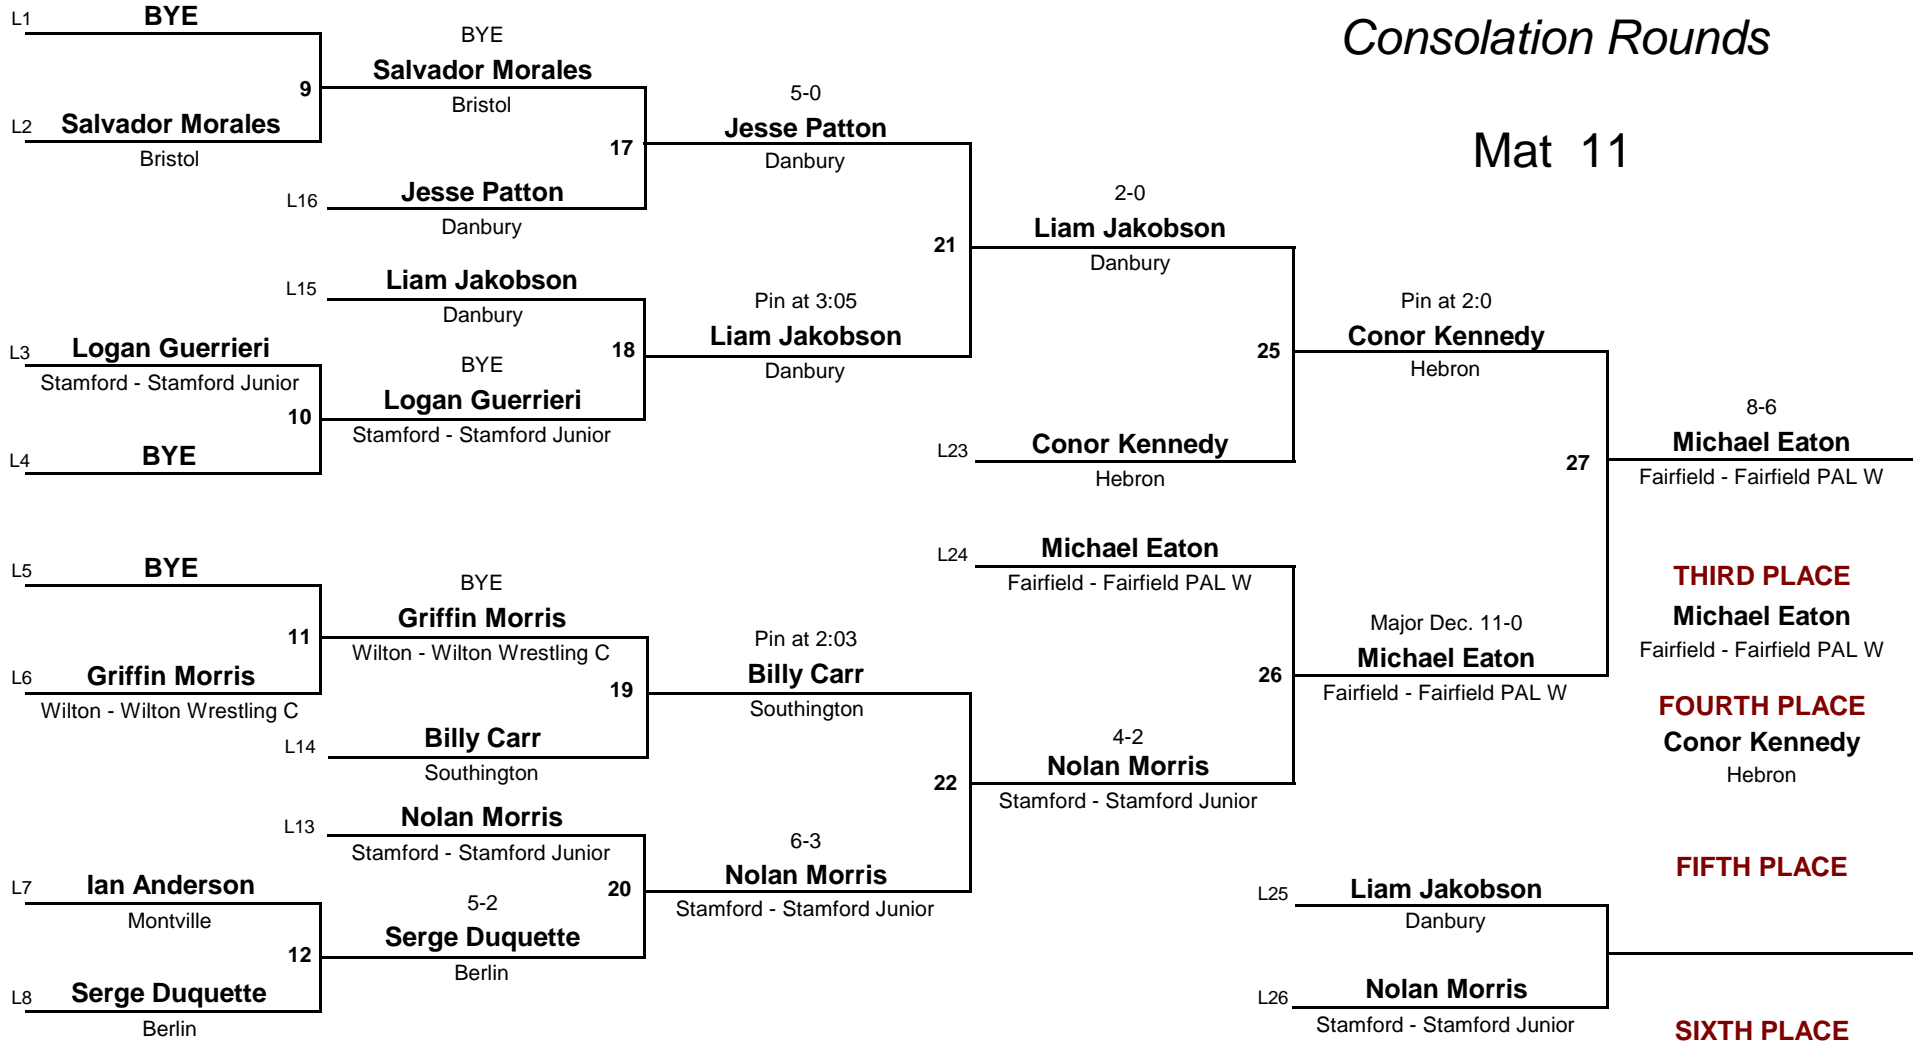 Consolation Rounds
Mat 11
L1 BYE
9
L2 Salvador Morales
Bristol
BYE
Salvador Morales
Bristol
17
L16 Jesse Patton
Danbury
5-0
Jesse Patton
Danbury
21
L15 Liam Jakobson
Danbury
L3 Logan Guerrieri
Stamford - Stamford Junior
10
L4 BYE
BYE
Logan Guerrieri
Stamford - Stamford Junior
18
Pin at 3:05
Liam Jakobson
Danbury
2-0
Liam Jakobson
Danbury
25
L23 Conor Kennedy
Hebron
Pin at 2:0
Conor Kennedy
Hebron
27
8-6
Michael Eaton
Fairfield - Fairfield PAL W
L5 BYE
11
L6 Griffin Morris
Wilton - Wilton Wrestling C
BYE
Griffin Morris
Wilton - Wilton Wrestling C
19
L14 Billy Carr
Southington
Pin at 2:03
Billy Carr
Southington
22
L13 Nolan Morris
Stamford - Stamford Junior
L7 Ian Anderson
Montville
12
L8 Serge Duquette
Berlin
5-2
Serge Duquette
Berlin
20
6-3
Nolan Morris
Stamford - Stamford Junior
L24 Michael Eaton
Fairfield - Fairfield PAL W
26
4-2
Nolan Morris
Stamford - Stamford Junior
Major Dec. 11-0
Michael Eaton
Fairfield - Fairfield PAL W
THIRD PLACE
Michael Eaton
Fairfield - Fairfield PAL W
FOURTH PLACE
Conor Kennedy
Hebron
L25 Liam Jakobson
Danbury
L26 Nolan Morris
Stamford - Stamford Junior
FIFTH PLACE
SIXTH PLACE